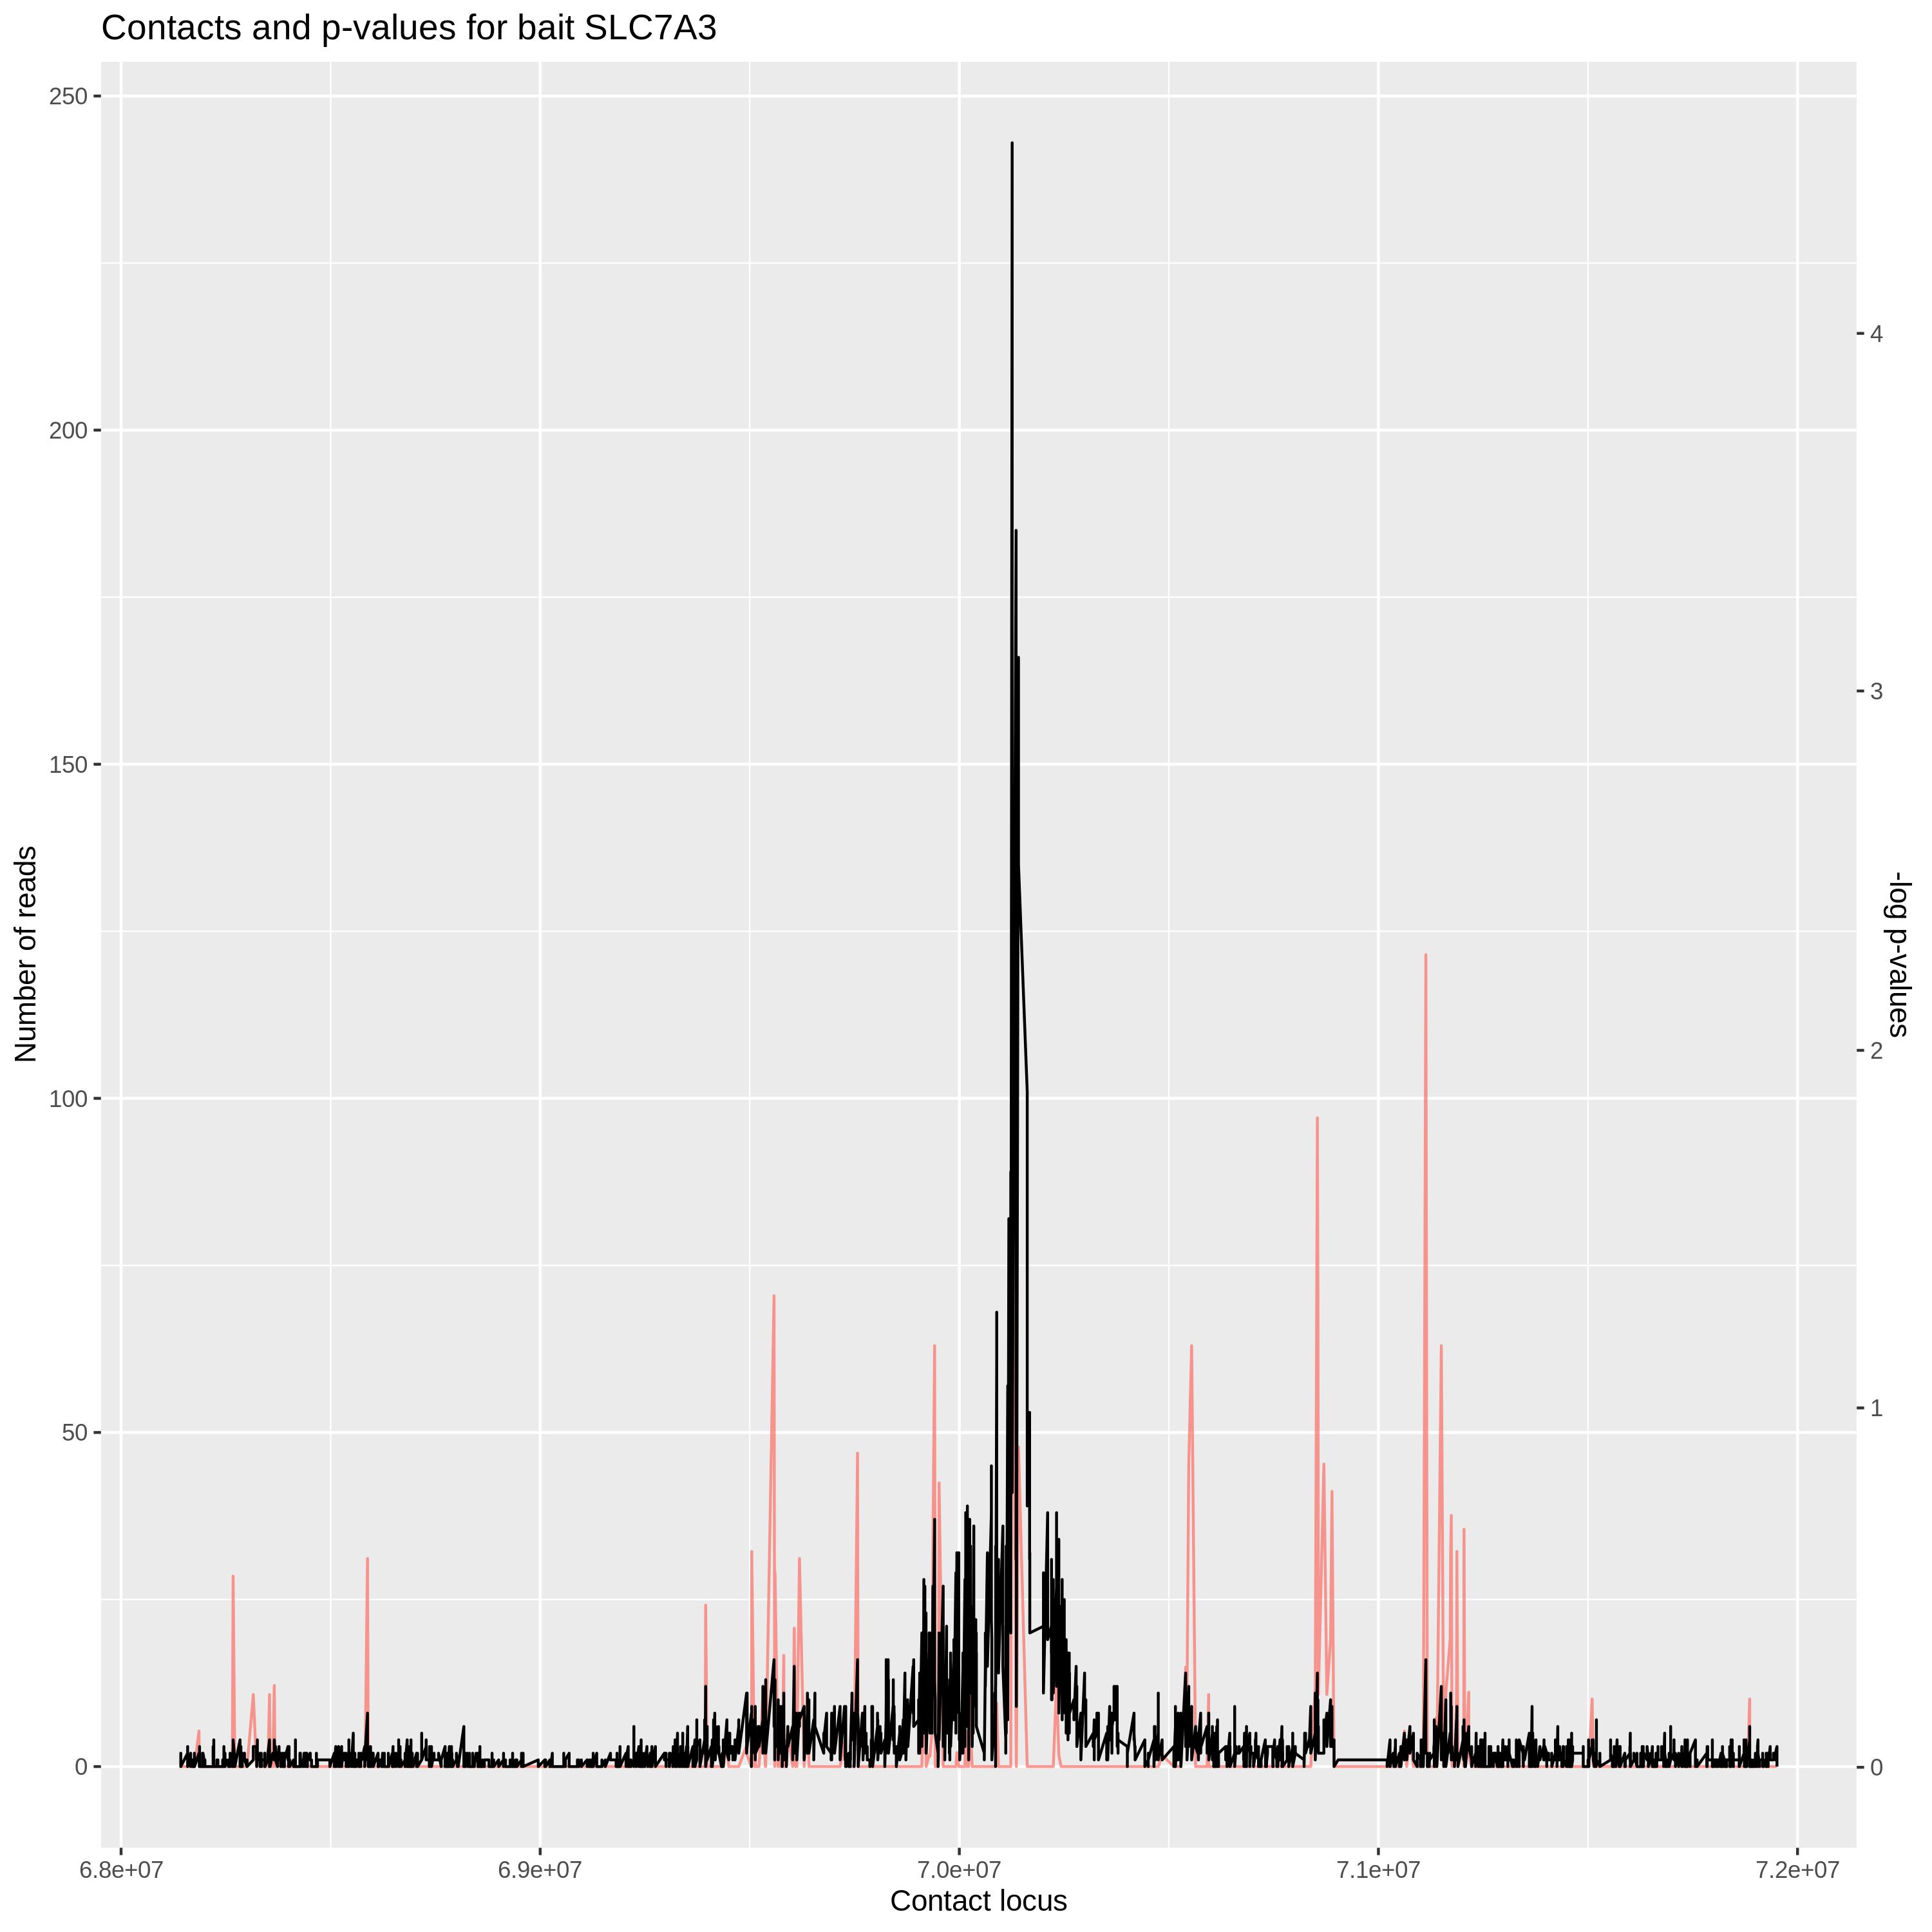 Contacts and p-values for bait SLC7A3
250
200
150
100
50
0
Number of reads
4
3
2
1
0
-log p-values
6.8e+07
6.9e+07
7.0e+07
7.1e+07
7.2e+07
Contact locus